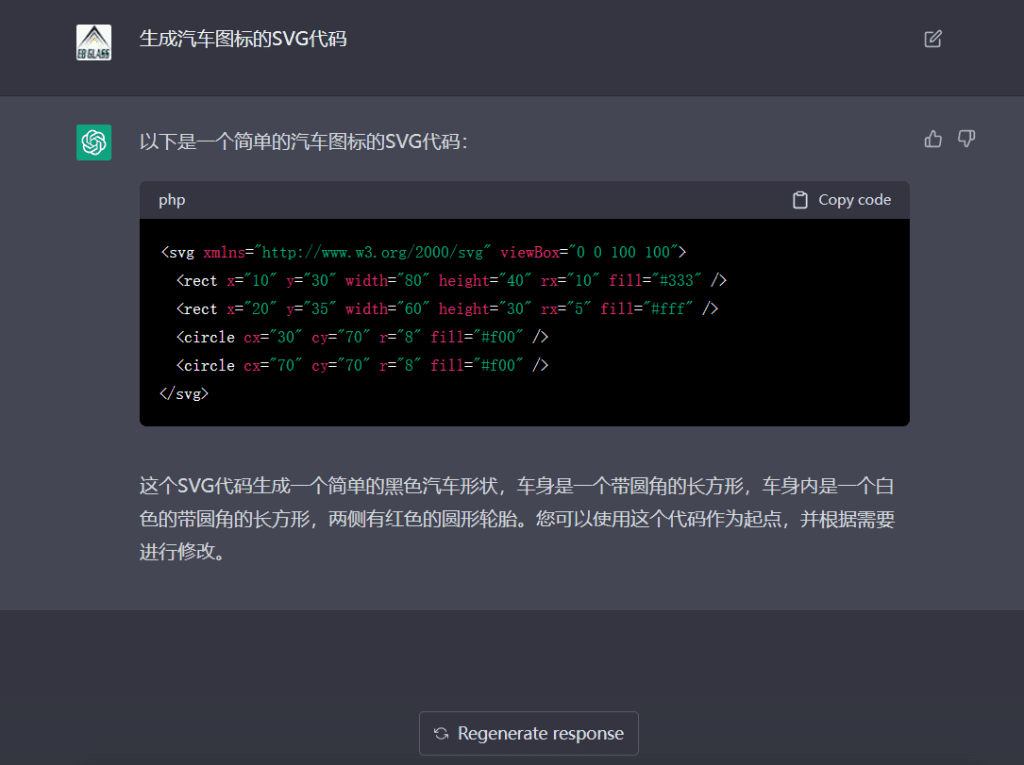 EB GLASS
生成汽车图标的SVG代码
以下是一个简单的汽车图标的SVG代码：
php
Copy code
<svg xmlns="http://www.w3.org/2000/svg" viewBox="0 0 100 100">
<rect x="10" y="30" width="80" height="40" rx="10" fill="#333" />
<rect x="20" y="35" width="60" height="30" rx="5" fill="#fff" />
<circle cx="30" cy="70" r="8" fill="#f00" />
<circle cx="70" cy="70" r="8" fill="#f00" />
</svg>
这个SVG代码生成一个简单的黑色汽车形状，车身是一个带圆角的长方形，车身内是一个白
色的带圆角的长方形，两侧有红色的圆形轮胎。您可以使用这个代码作为起点，并根据需要
进行修改。
Regenerate response